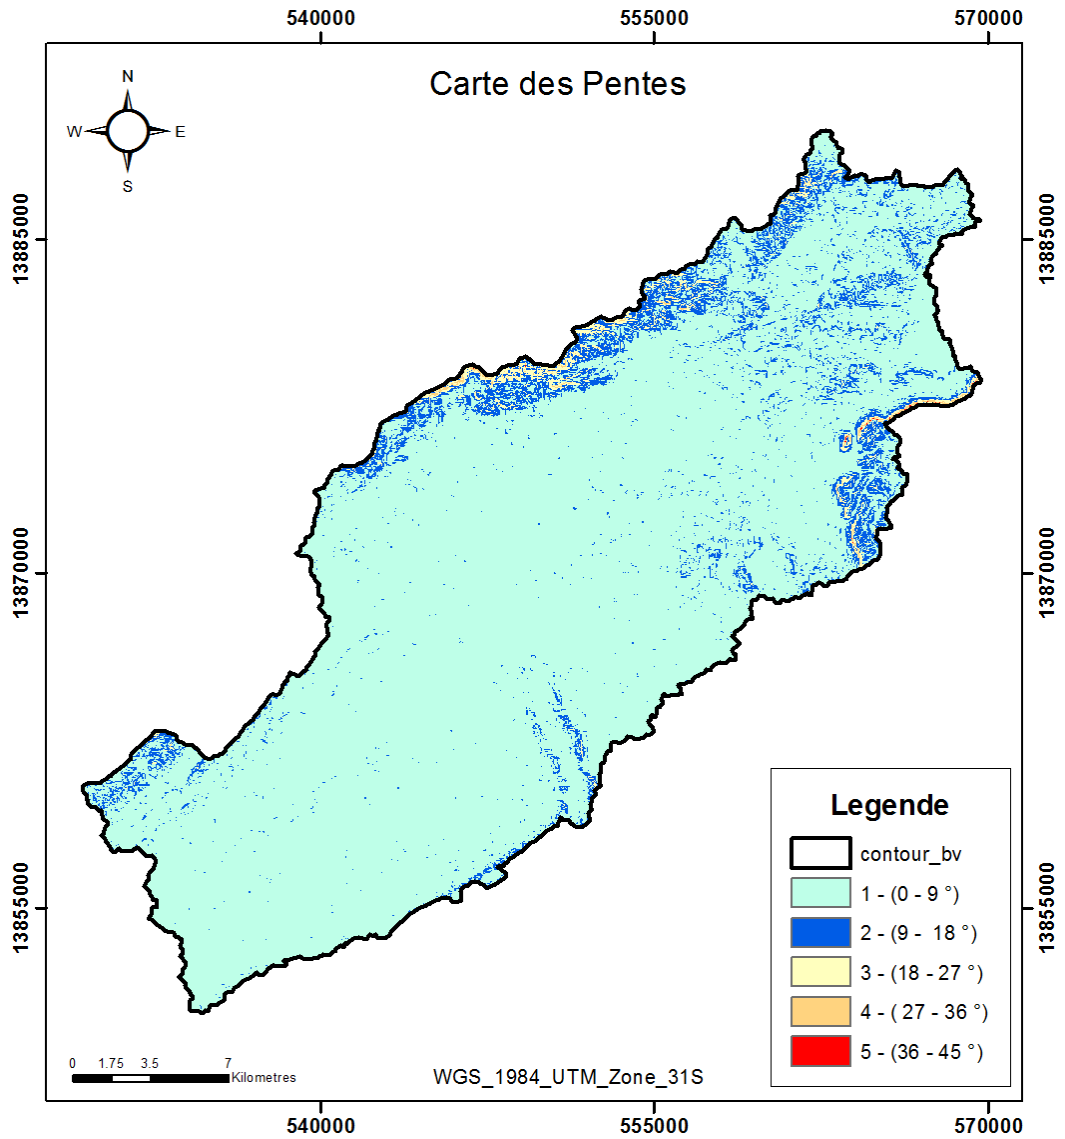 540000 555000 570000
Carte des Pentes
N
W E
S
13885000 13885000
13870000 13870000
13855000 13855000
Legende
contour_bv
1 - (0 - 9 °)
2 - (9 - 18 °)
3 - (18 - 27 °)
4 - ( 27 - 36 °)
5 - (36 - 45 °)
0 1.75 3.5 7
Kilometres
WGS_1984_UTM_Zone_31S
540000 555000 570000